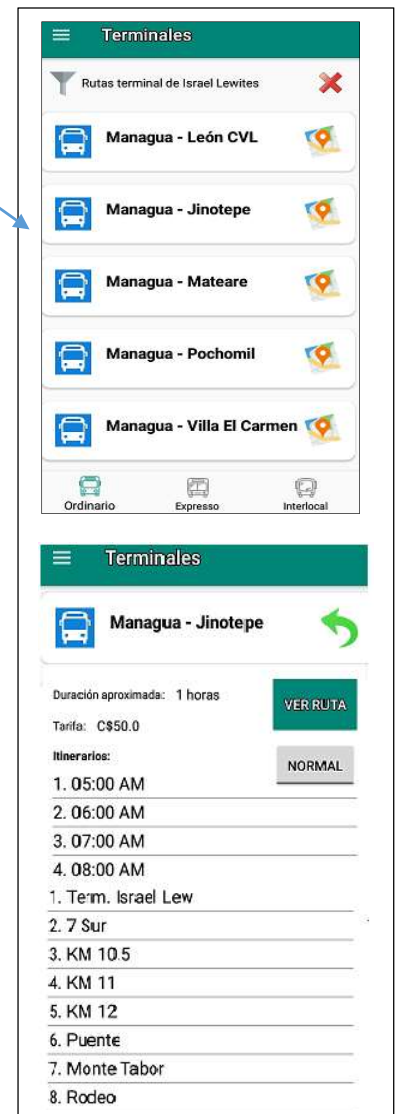 Terminales
Rutas terminal de Israel Lewites
Managua - León CVL
Managua - Jinotepe
Managua - Mateare
Managua - Pochomil
Managua - Villa El Carmen
Ordinario Expresso Interlocal
Terminales
Managua - Jinotepe
Duración aproximada: 1 horas
VER RUTA
Tarifa: C$50.0
Itinerarios:
NORMAL
1. 05:00 AM
2. 06:00 AM
3. 07:00 AM
4. 08:00 AM
1. Term. Israel Lew
2. 7 Sur
3. KM 10.5
4. KM 11
5. KM 12
6. Puente
7. Monte Tabor
8. Rodeo